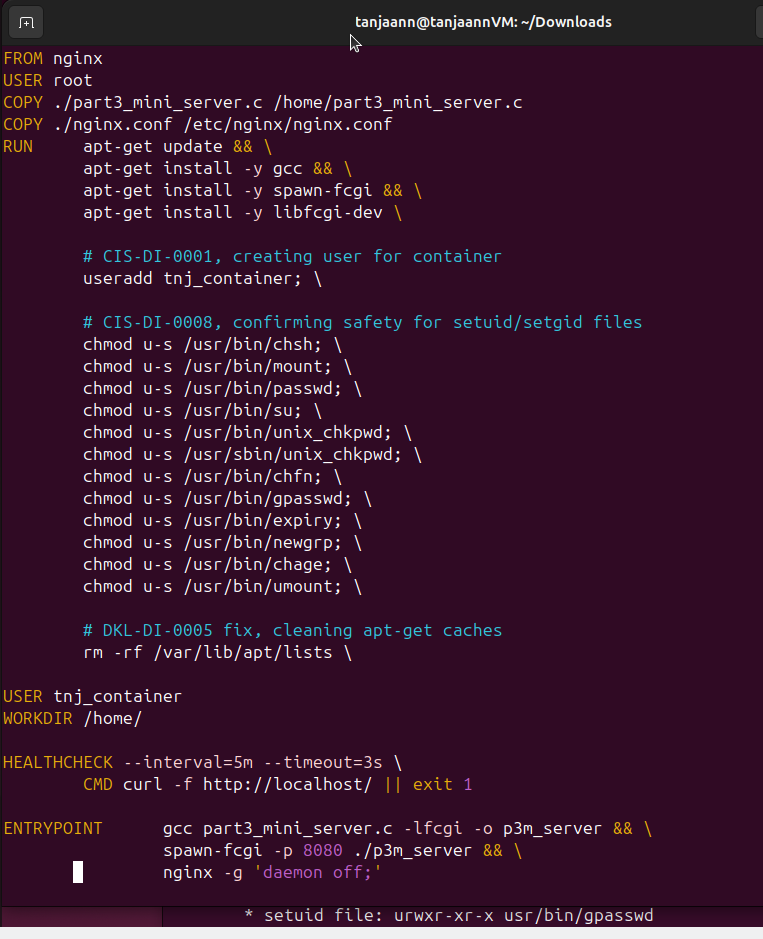 tanjaann@tanjaannVM: ~/Downloads
FROM nginx
USER root
COPY ./part3_mini_server.c /home/part3_mini_server.c
COPY ./nginx.conf /etc/nginx/nginx.conf
RUN     apt-get update && \
        apt-get install -y gcc && \
        apt-get install -y spawn-fcgi && \
        apt-get install -y libfcgi-dev \
        # CIS-DI-0001, creating user for container
        useradd tnj_container; \
        # CIS-DI-0008, confirming safety for setuid/setgid files
        chmod u-s /usr/bin/chsh; \
        chmod u-s /usr/bin/mount; \
        chmod u-s /usr/bin/passwd; \
        chmod u-s /usr/bin/su; \
        chmod u-s /usr/bin/unix_chkpwd; \
        chmod u-s /usr/sbin/unix_chkpwd; \
        chmod u-s /usr/bin/chfn; \
        chmod u-s /usr/bin/gpasswd; \
        chmod u-s /usr/bin/expiry; \
        chmod u-s /usr/bin/newgrp; \
        chmod u-s /usr/bin/chage; \
        chmod u-s /usr/bin/umount; \
        # DKL-DI-0005 fix, cleaning apt-get caches
        rm -rf /var/lib/apt/lists \
USER tnj_container
WORKDIR /home/
HEALTHCHECK --interval=5m --timeout=3s \
        CMD curl -f http://localhost/ || exit 1
ENTRYPOINT      gcc part3_mini_server.c -lfcgi -o p3m_server && \
                spawn-fcgi -p 8080 ./p3m_server && \
                nginx -g 'daemon off;'
* setuid file: urwxr-xr-x usr/bin/gpasswd